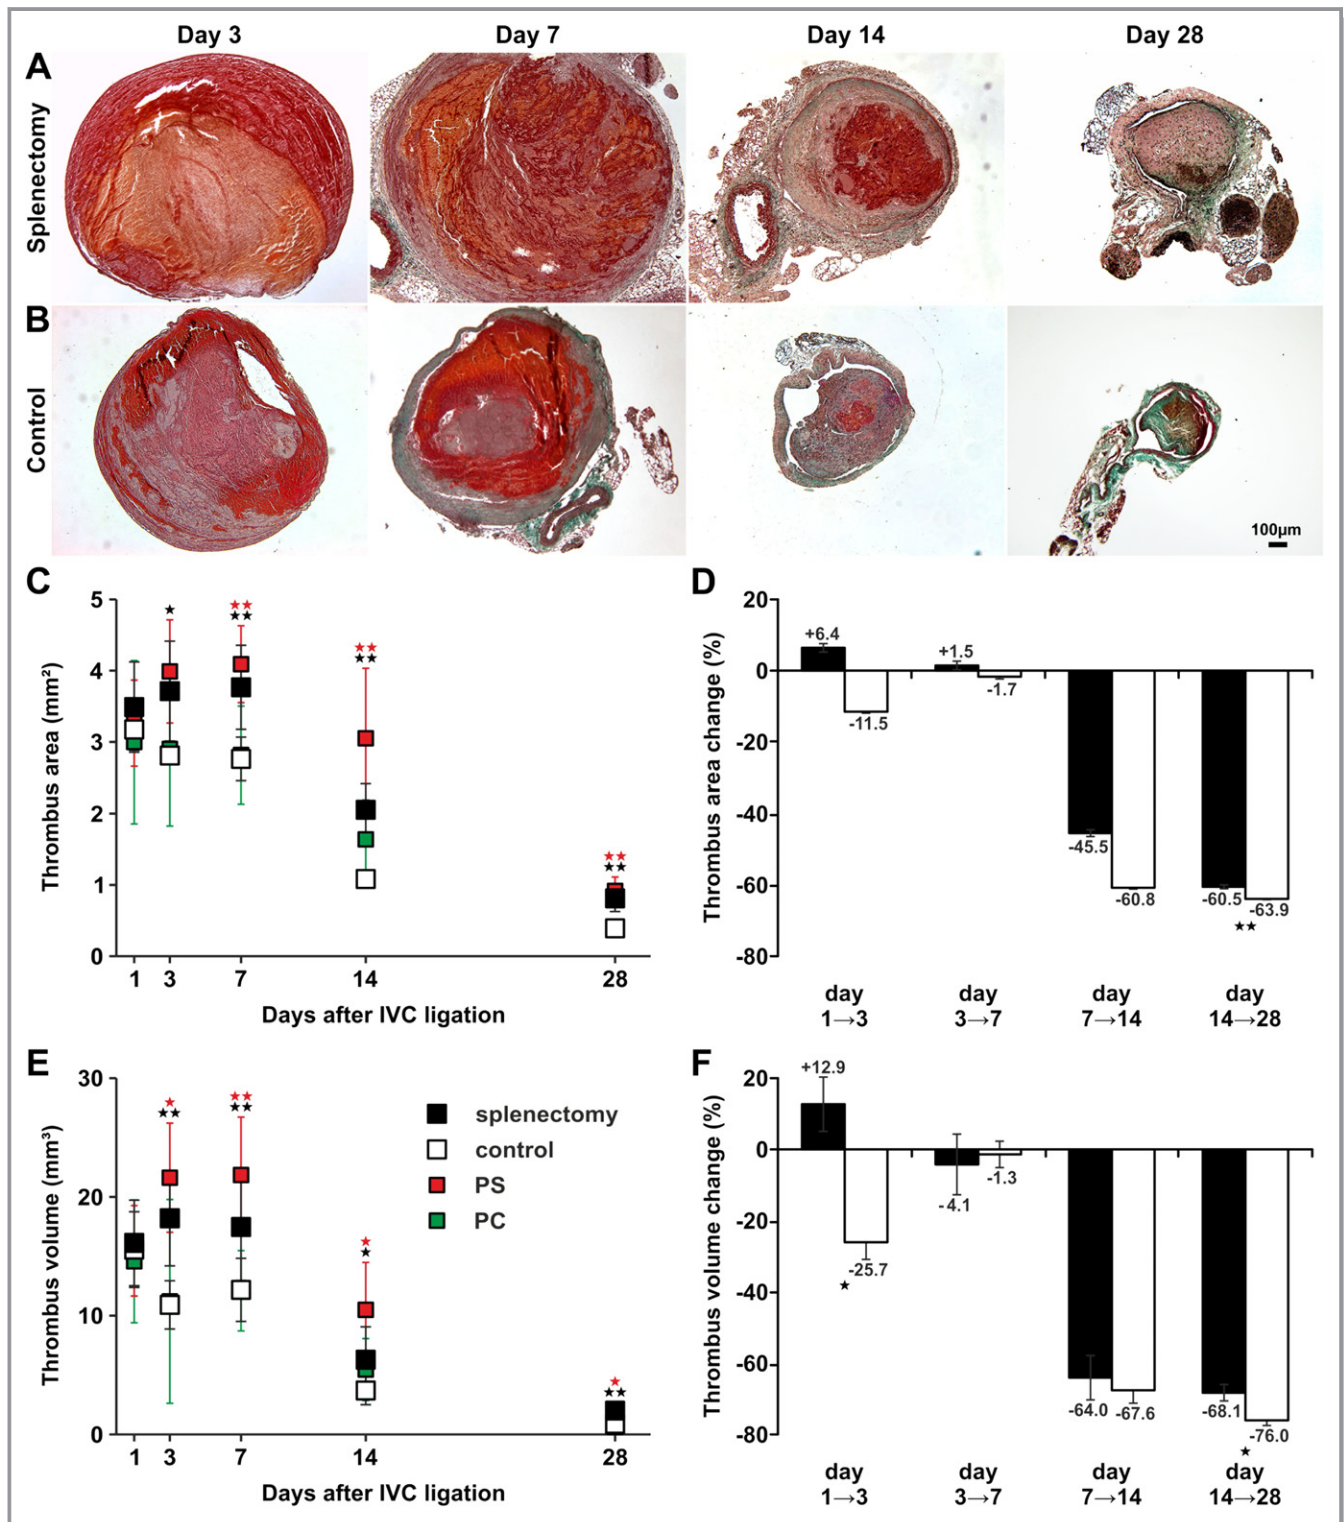 Day 3 Day 7 Day 14 Day 28
A
Splenectomy
B
Control
100µm
C
Thrombus area (mm²)
5
4
3
2
1
0
★ ★★ ★★ ★★
★★ ★★ ★★
1 3 7 14 28
Days after IVC ligation
D
Thrombus area change (%)
20
0
-20
-40
-60
-80
+6.4
-11.5
+1.5
-1.7
-45.5
-60.8
-60.5
-63.9
★★
day day day day
1→3 3→7 7→14 14→28
E
Thrombus volume (mm³)
30
20
10
0
★ ★★ ★ ★
★★ ★★ ★ ★★
splenectomy
control
PS
PC
1 3 7 14 28
Days after IVC ligation
F
Thrombus volume change (%)
20
0
-20
-40
-60
-80
+12.9
-25.7
★
-4.1
-1.3
-64.0
-67.6
-68.1
-76.0
★
day day day day
1→3 3→7 7→14 14→28